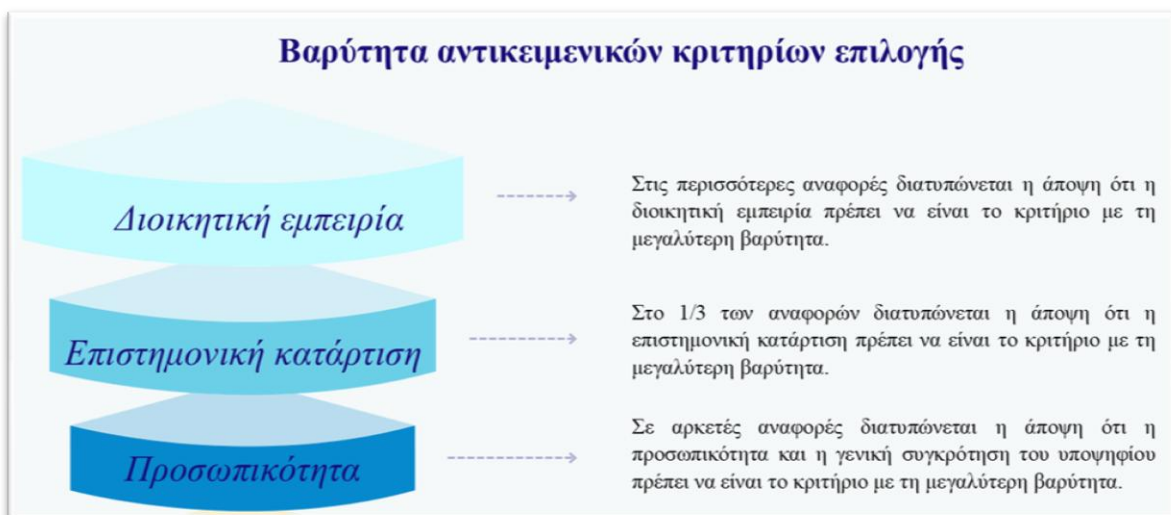 Βαρύτητα αντικειμενικών κριτηρίων επιλογής
Διοικητική εμπειρία
Στις περισσότερες αναφορές διατυπώνεται η άποψη ότι η
διοικητική εμπειρία πρέπει να είναι το κριτήριο με τη
μεγαλύτερη βαρύτητα.
Επιστημονική κατάρτιση
Στο 1/3 των αναφορών διατυπώνεται η άποψη ότι η
επιστημονική κατάρτιση πρέπει να είναι το κριτήριο με τη
μεγαλύτερη βαρύτητα.
Προσωπικότητα
Σε αρκετές αναφορές διατυπώνεται η άποψη ότι η
προσωπικότητα και η γενική συγκρότηση του υποψηφίου
πρέπει να είναι το κριτήριο με τη μεγαλύτερη βαρύτητα.